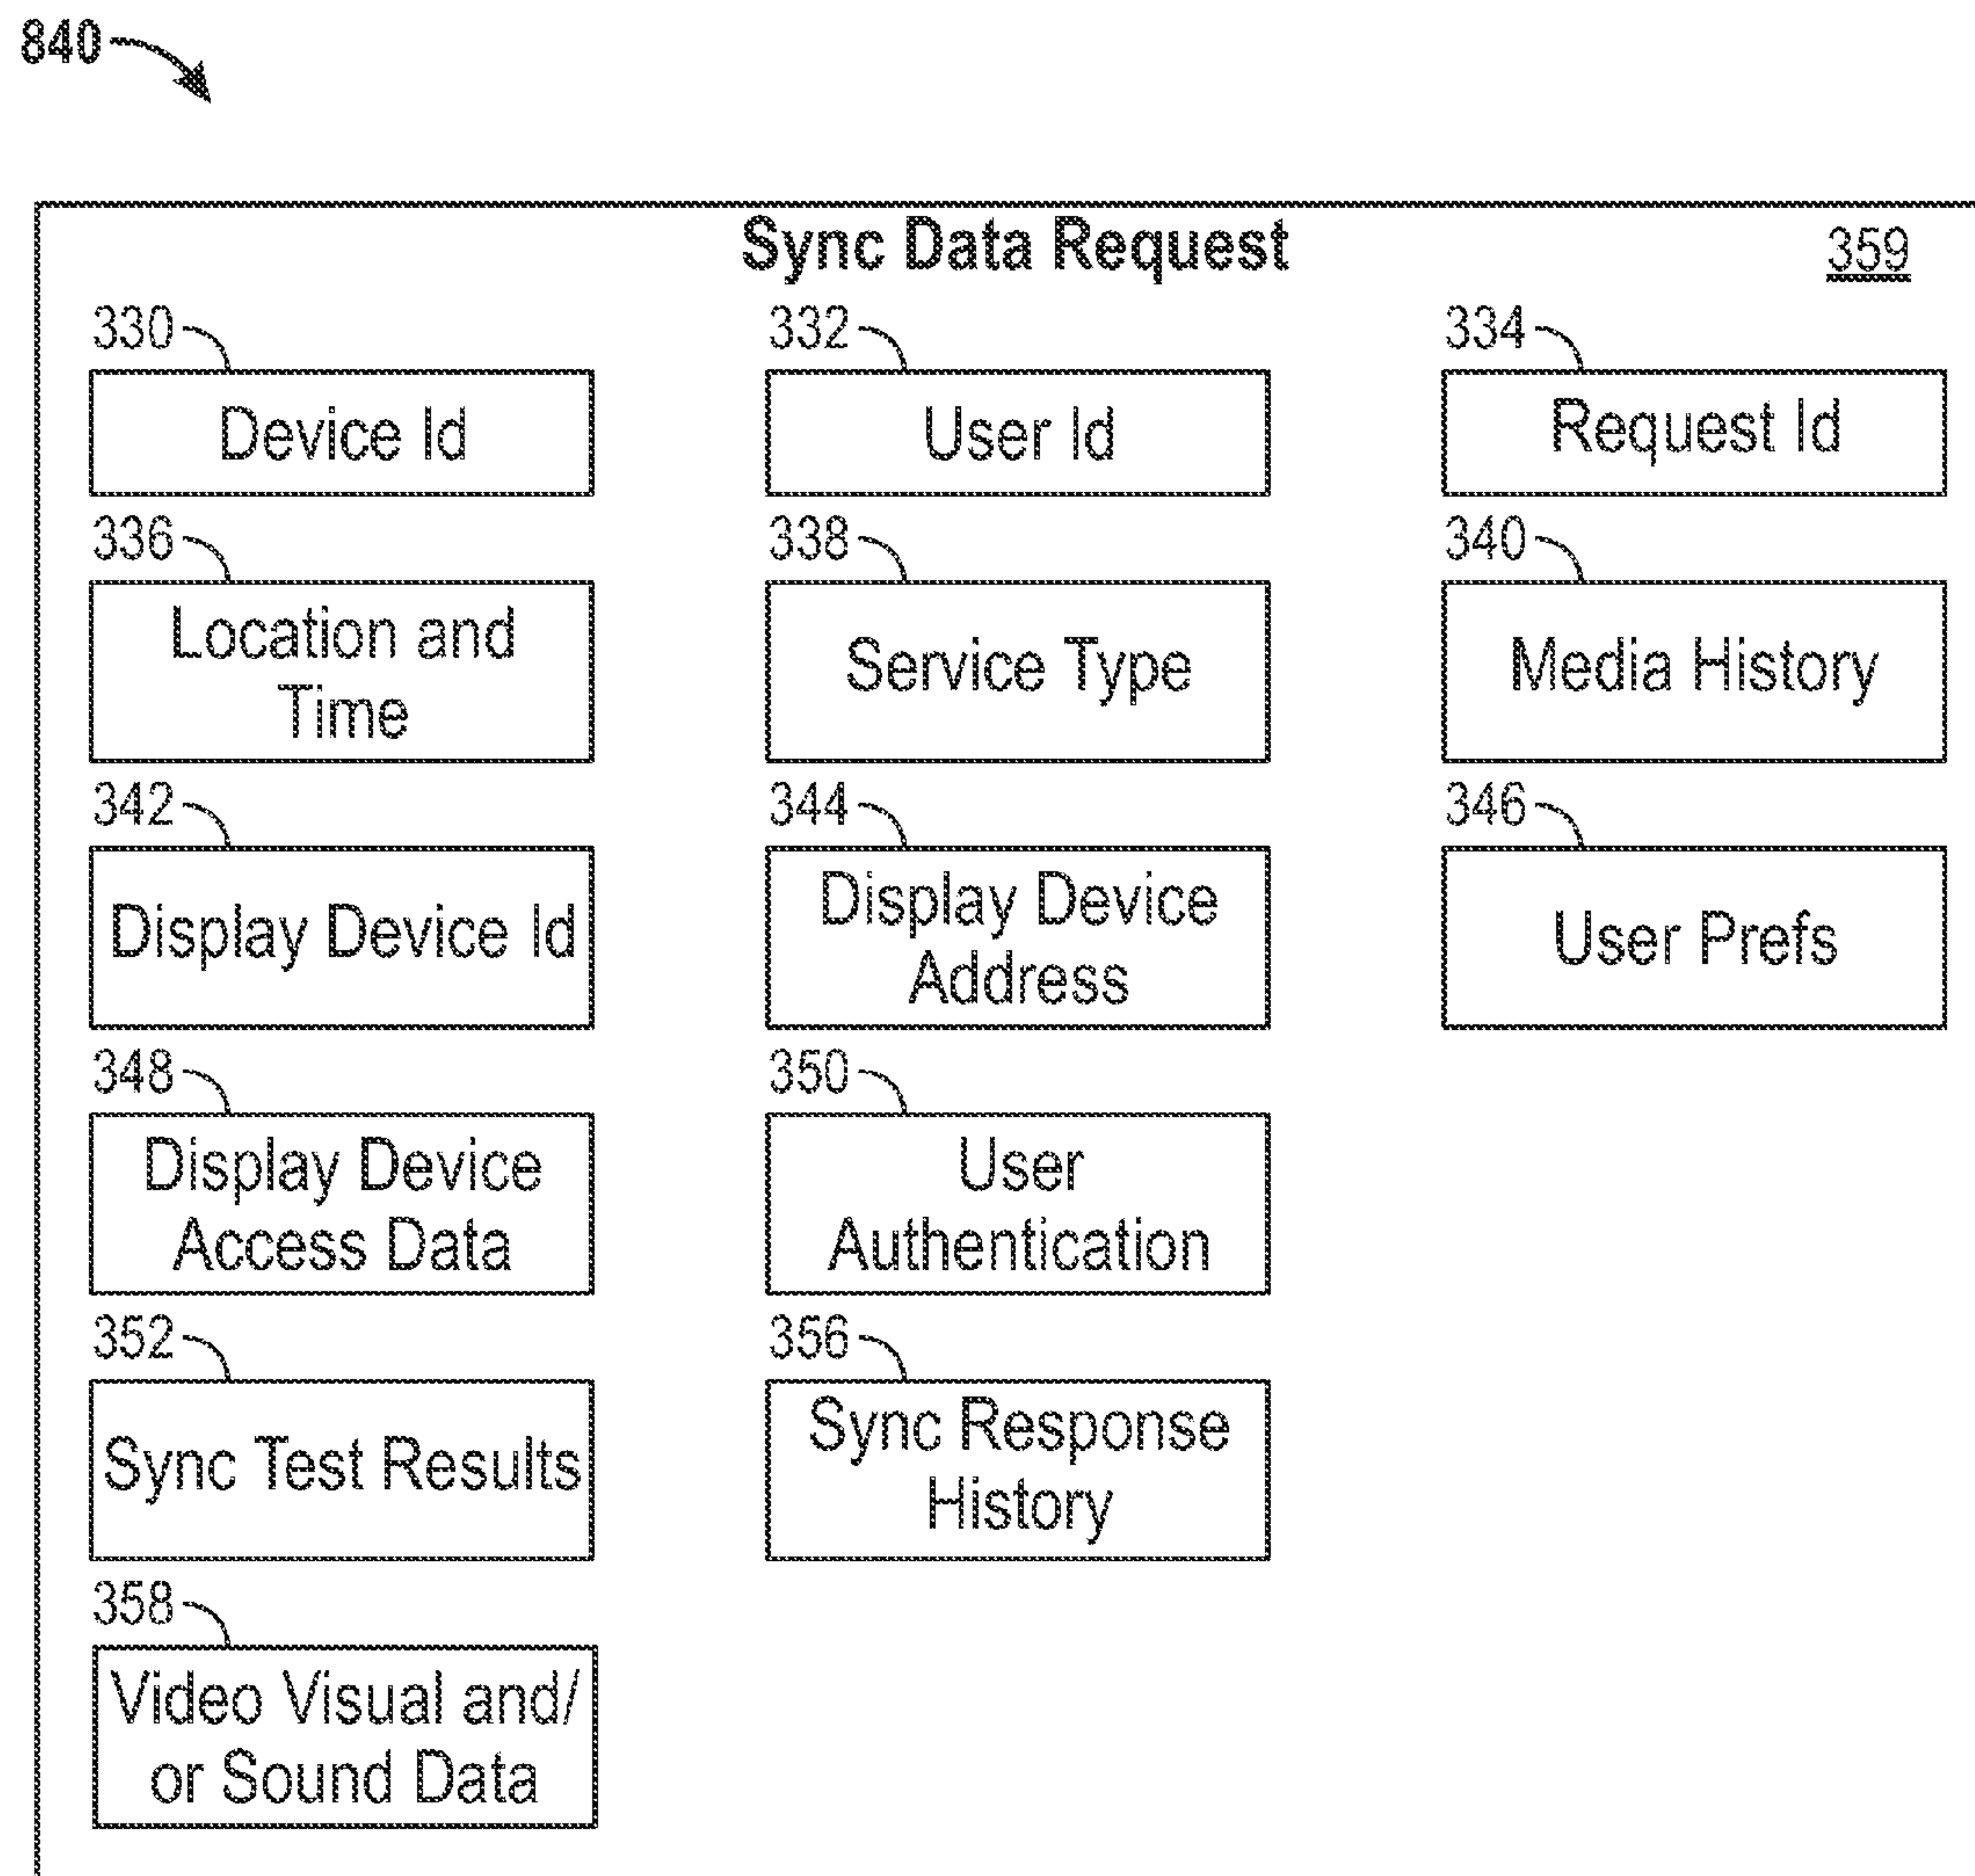 840
Sync Data Request 359
330 332 334
Device Id User Id Request Id
336 338 340
Location and
Time
Service Type
Media History
342 344 346
Display Device Id
Display Device
Address
User Prefs
348 350
Display Device
Access Data
User
Authentication
352 356
Sync Test Results
Sync Response
History
358
Video Visual and/
or Sound Data